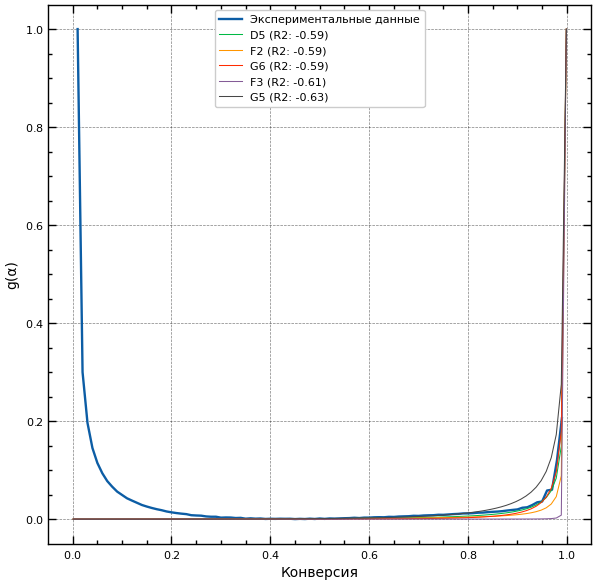 Экспериментальные данные
D5 (R2: -0.59)
F2 (R2: -0.59)
G6 (R2: -0.59)
F3 (R2: -0.61)
G5 (R2: -0.63)
1.0
0.8
0.6
0.4
0.2
0.0
g(α)
0.0 0.2 0.4 0.6 0.8 1.0
Конверсия